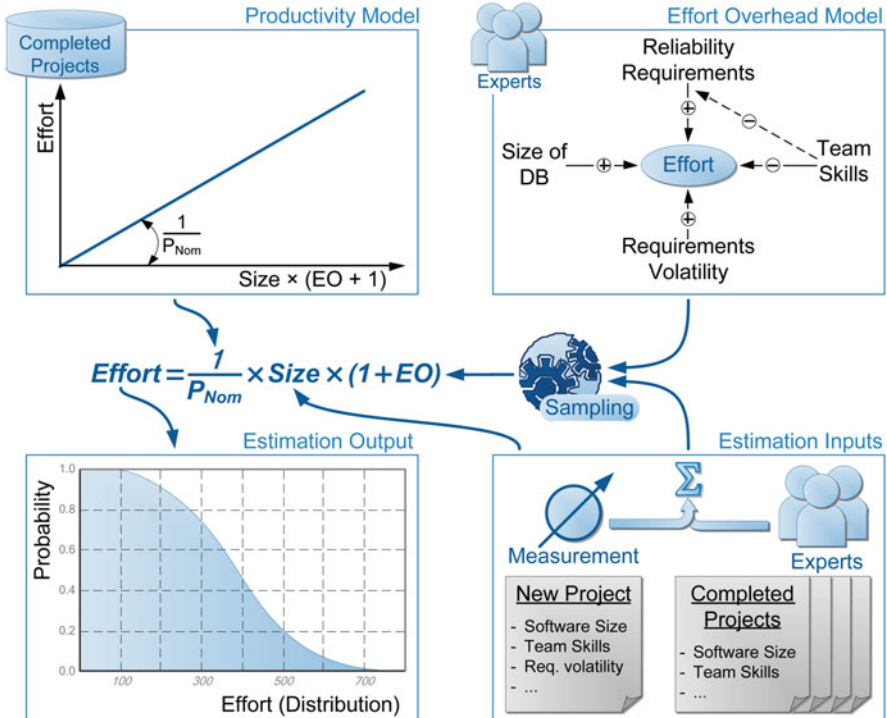 Productivity Model
Completed
Projects
Effort
1
P_Nom
Size × (EO + 1)
Effort Overhead Model
Experts
Reliability
Requirements
+
−
Size of
DB
+
Effort
−
Team
Skills
+
Requirements
Volatility
Effort = 1/P_Nom × Size × (1 + EO)
Sampling
Estimation Output
Probability
1.0
0.8
0.6
0.4
0.2
0.0
100 300 500 700
Effort (Distribution)
Estimation Inputs
Σ
Measurement
Experts
New Project
- Software Size
- Team Skills
- Req. volatility
- ...
Completed
Projects
- Software Size
- Team Skills
- ...